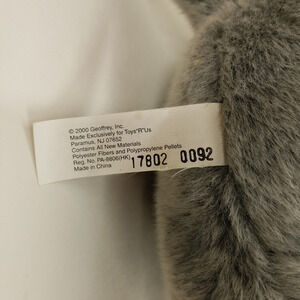 © 2000 Geoffrey, Inc.
Made Exclusively for Toys"R"Us
Paramus, NJ 07652
Contains All New Materials
Polyester Fibers and Polypropylene Pellets
Reg. No. PA-8806(HK) 17802 0092
Made in China